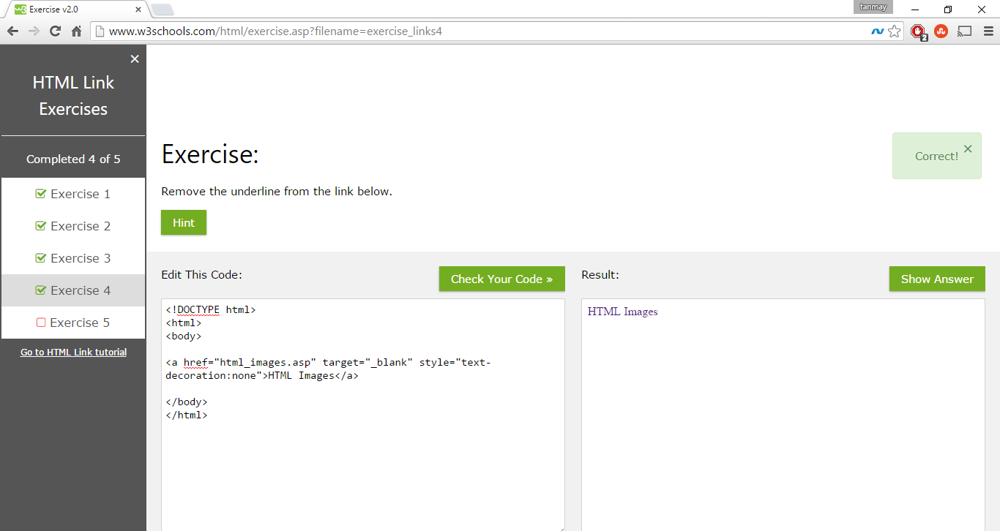 Exercise v2.0
tanmay
www.w3schools.com/html/exercise.asp?filename=exercise_links4
2
HTML Link
Exercises
Completed 4 of 5
Exercise 1
Exercise 2
Exercise 3
Exercise 4
Exercise 5
Go to HTML Link tutorial
Exercise:
Correct!
Remove the underline from the link below.
Hint
Edit This Code:
Check Your Code »
<!DOCTYPE html>
<html>
<body>
<a href="html_images.asp" target="_blank" style="text-
decoration:none">HTML Images</a>
</body>
</html>
Result:
Show Answer
HTML Images